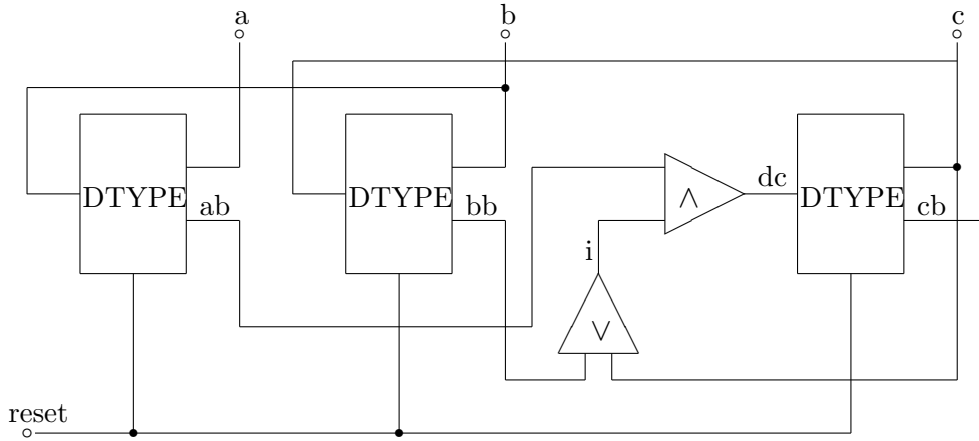 a b c
DTYPE DTYPE DTYPE
ab bb dc cb
∧
i
∨
reset